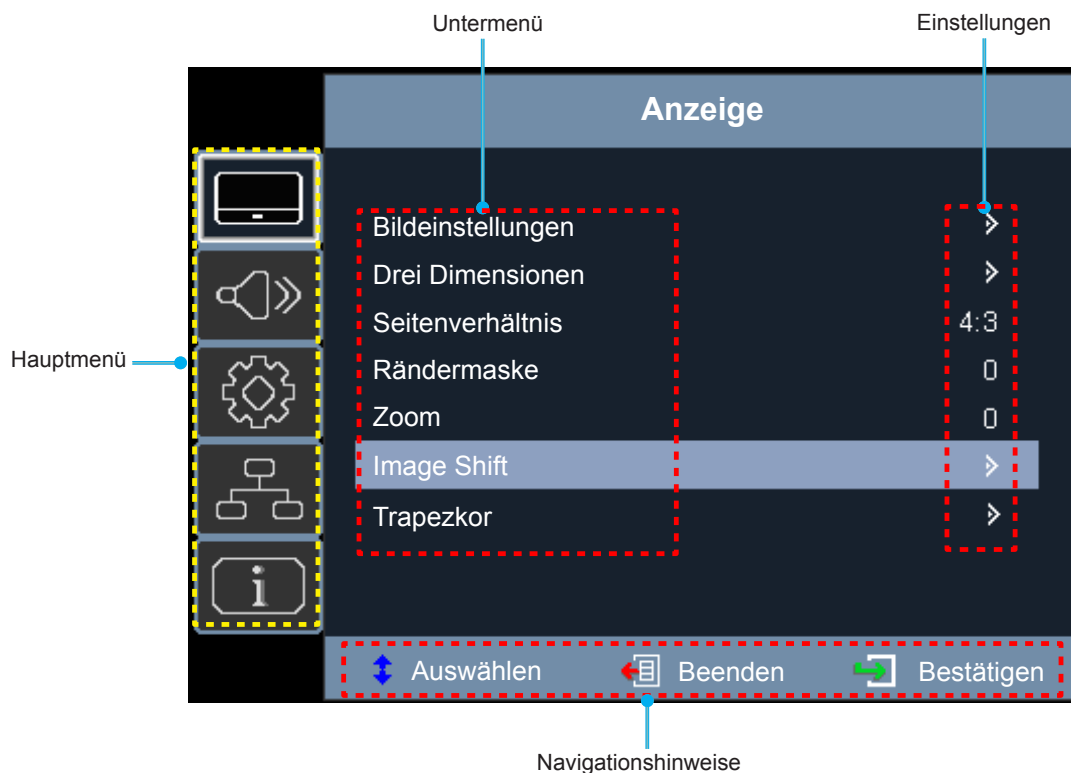 Untermenü
Einstellungen
Anzeige
Bildeinstellungen
Drei Dimensionen
Seitenverhältnis 4:3
Rändermaske 0
Zoom 0
Image Shift
Trapezkor
Hauptmenü
i
Auswählen Beenden Bestätigen
Navigationshinweise